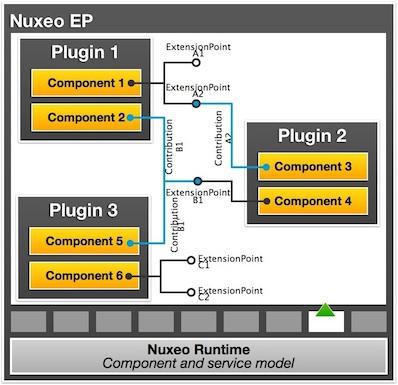 Nuxeo EP
Plugin 1
Component 1
Component 2
ExtensionPoint
A1
ExtensionPoint
A2
Contribution
B1
Contribution
A2
Plugin 2
Component 3
Component 4
ExtensionPoint
B1
Plugin 3
Component 5
Component 6
Contribution
B1
ExtensionPoint
C1
ExtensionPoint
C2
Nuxeo Runtime
Component and service model